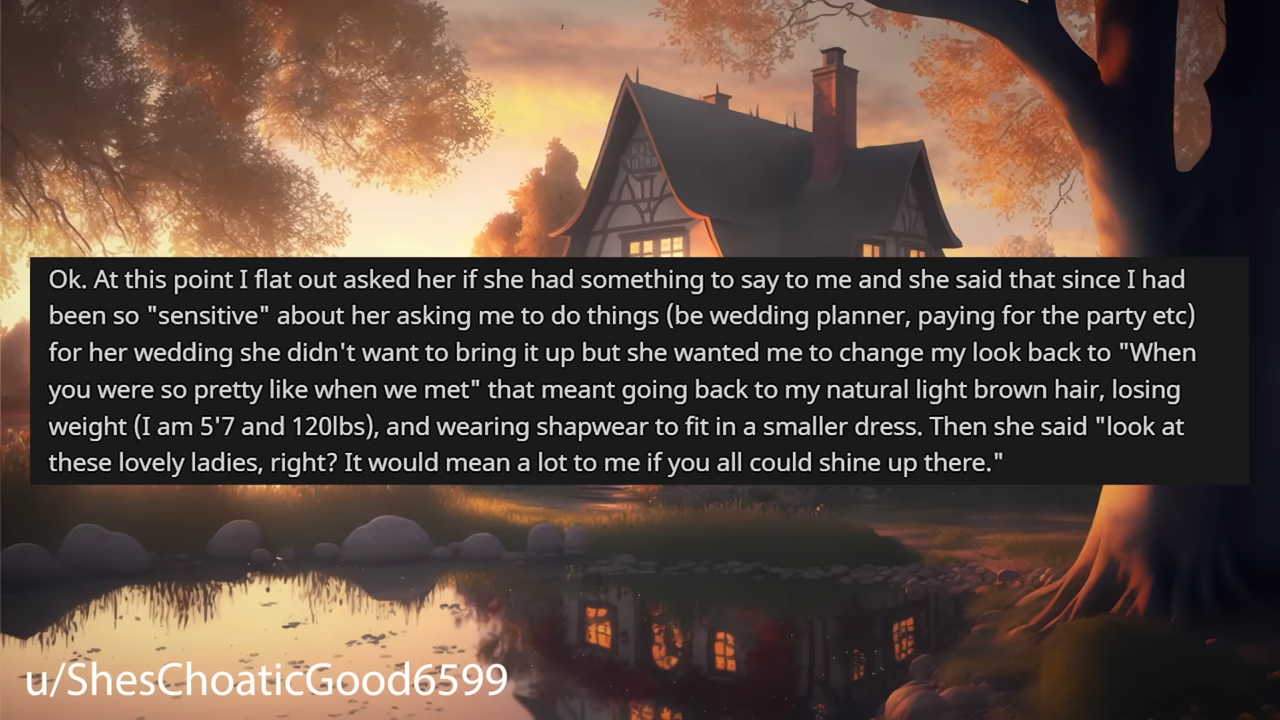 Ok. At this point I flat out asked her if she had something to say to me and she said that since I had
been so "sensitive" about her asking me to do things (be wedding planner, paying for the party etc)
for her wedding she didn't want to bring it up but she wanted me to change my look back to "When
you were so pretty like when we met" that meant going back to my natural light brown hair, losing
weight (I am 5'7 and 120lbs), and wearing shapwear to fit in a smaller dress. Then she said "look at
these lovely ladies, right? It would mean a lot to me if you all could shine up there."
u/ShesChoaticGood6599